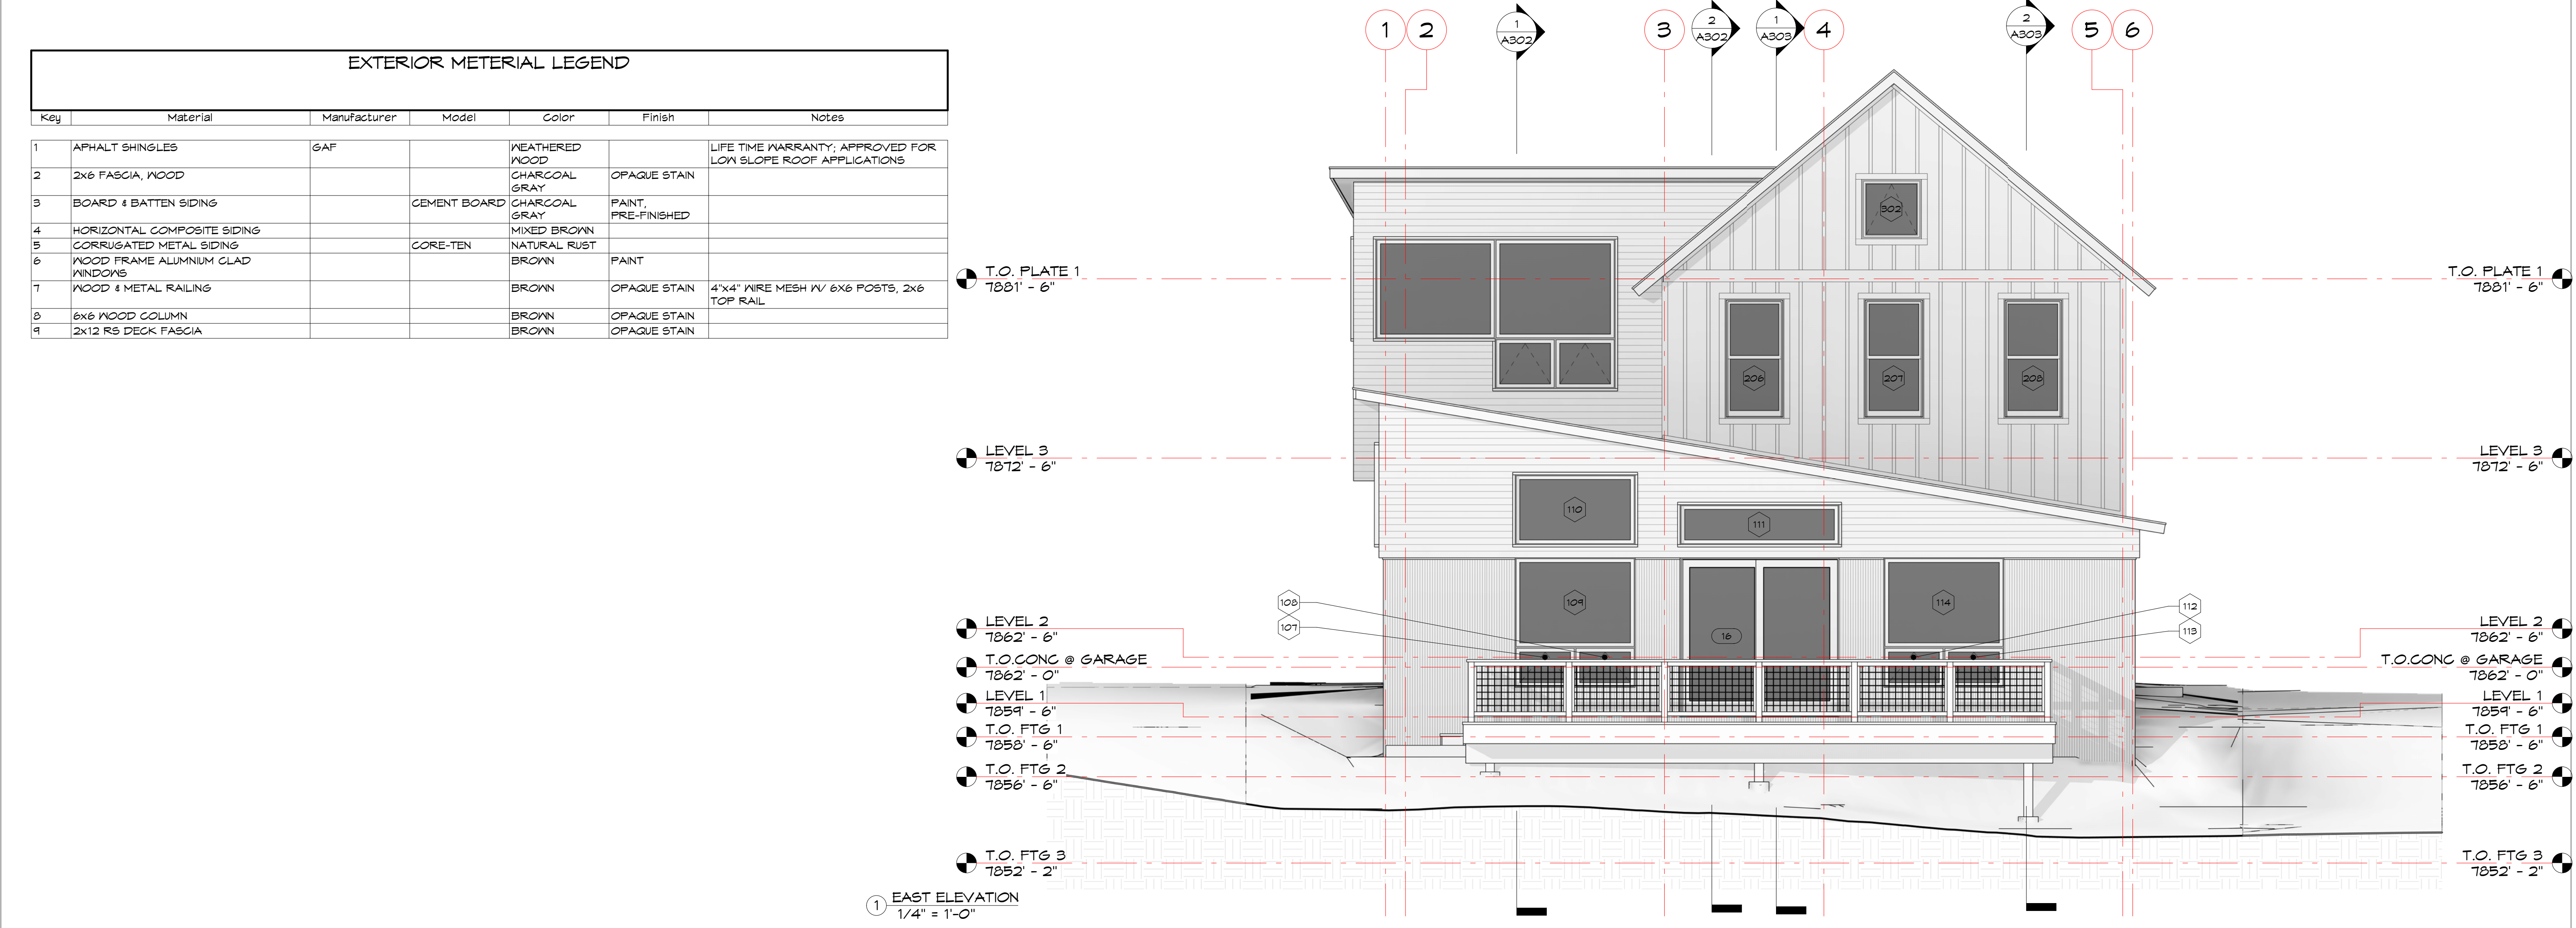 EXTERIOR METERIAL LEGEND
Key Material Manufacturer Model Color Finish Notes
1 APHALT SHINGLES GAF WEATHERED WOOD LIFE TIME WARRANTY; APPROVED FOR LOW SLOPE ROOF APPLICATIONS
2 2x6 FASCIA, WOOD CHARCOAL GRAY OPAQUE STAIN
3 BOARD & BATTEN SIDING CEMENT BOARD CHARCOAL GRAY PAINT, PRE-FINISHED
4 HORIZONTAL COMPOSITE SIDING MIXED BROWN
5 CORRUGATED METAL SIDING CORE-TEN NATURAL RUST
6 WOOD FRAME ALUMNIUM CLAD WINDOWS BROWN PAINT
7 WOOD & METAL RAILING BROWN OPAQUE STAIN 4"x4" WIRE MESH W/ 6X6 POSTS, 2x6 TOP RAIL
8 6x6 WOOD COLUMN BROWN OPAQUE STAIN
9 2x12 RS DECK FASCIA BROWN OPAQUE STAIN
1 2 1 A302 3 2 A302 1 A303 4 2 A303 5 6
302
T.O. PLATE 1
7881' - 6"
T.O. PLATE 1
7881' - 6"
206 207 208
LEVEL 3
7872' - 6"
LEVEL 3
7872' - 6"
110 111
108 109 114 112
107 16 113
LEVEL 2
7862' - 6"
LEVEL 2
7862' - 6"
T.O.CONC @ GARAGE
7862' - 0"
T.O.CONC @ GARAGE
7862' - 0"
LEVEL 1
7859' - 6"
LEVEL 1
7859' - 6"
T.O. FTG 1
7858' - 6"
T.O. FTG 1
7858' - 6"
T.O. FTG 2
7856' - 6"
T.O. FTG 2
7856' - 6"
T.O. FTG 3
7852' - 2"
T.O. FTG 3
7852' - 2"
1 EAST ELEVATION
1/4" = 1'-0"